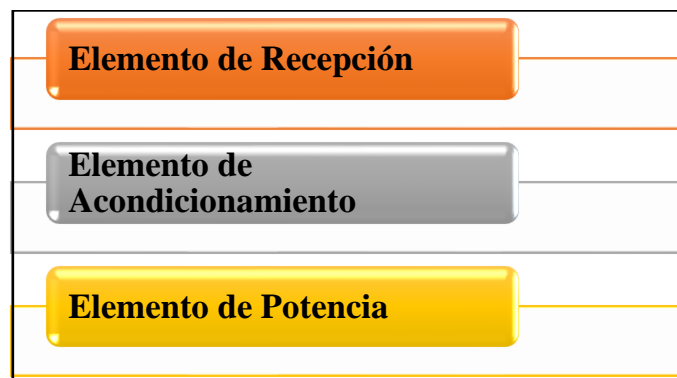 Elemento de Recepción
Elemento de
Acondicionamiento
Elemento de Potencia